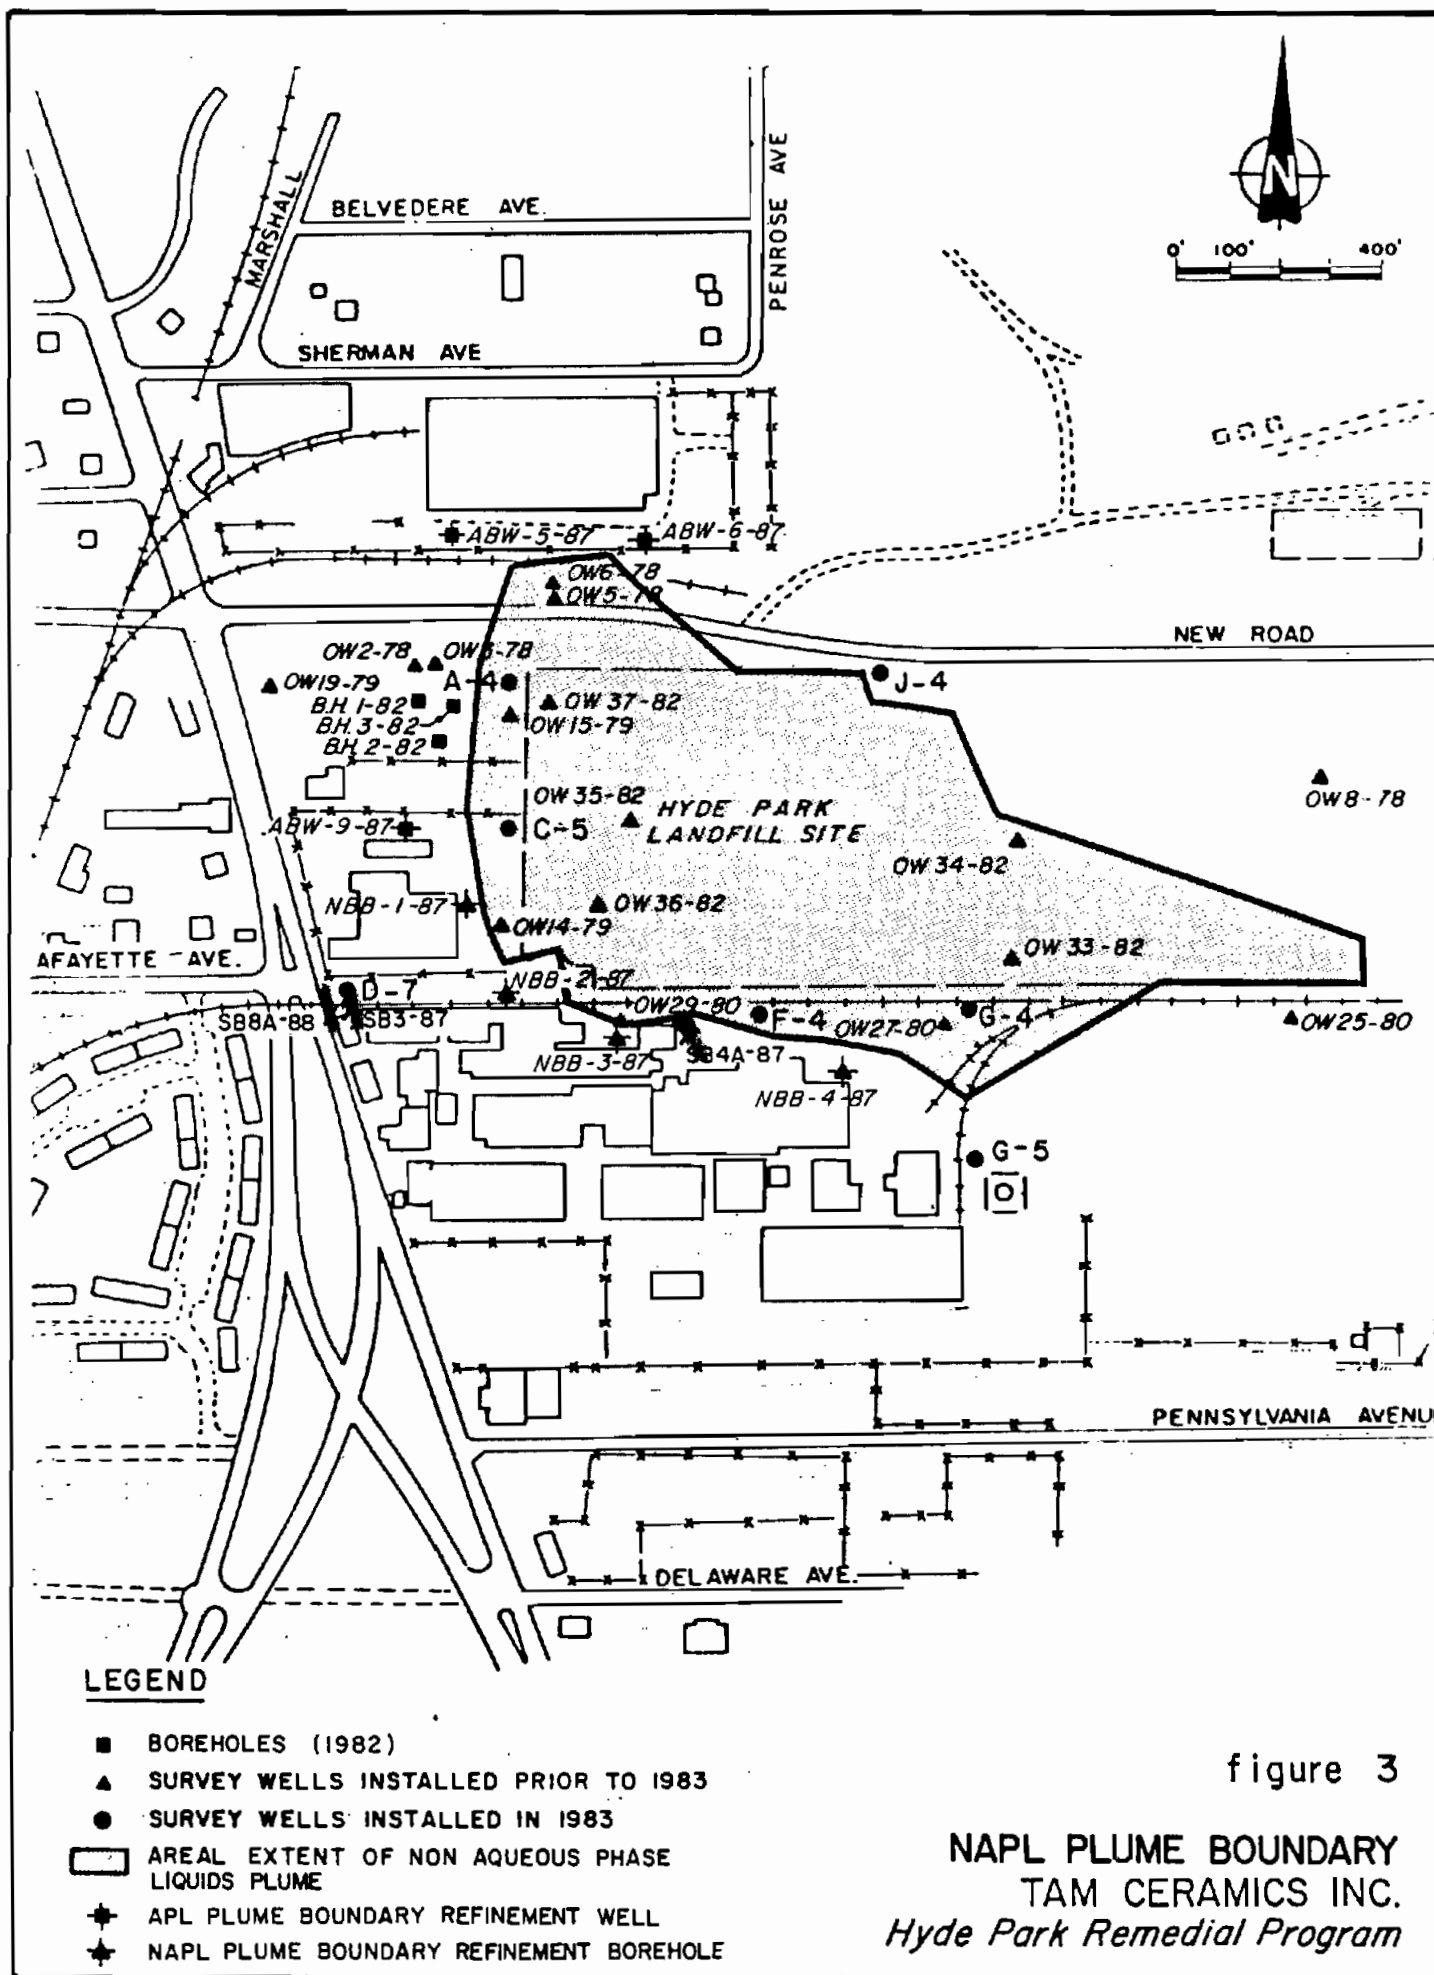 MARSHALL
BELVEDERE AVE.
PENROSE AVE
SHERMAN AVE
N
0' 100' 400'
ABW-5-87
ABW-6-87
OW6-78
OW5-78
NEW ROAD
OW2-78
A-4
J-4
OW19-79
B.H. 1-82
B.H. 3-82
B.H. 2-82
OW 37-82
OW15-79
OW8-78
OW 35-82
HYDE PARK
LANDFILL SITE
ABW-9-87
C-5
OW 34-82
NBB-1-87
OW 36-82
OW14-79
OW 33-82
AFAYETTE AVE.
NBB-2-87
D-7
OW29-80
SB8A-88
SB3-87
F-4
OW27-80
G-4
OW25-80
NBB-3-87
SB4A-87
NBB-4-87
G-5
PENNSYLVANIA AVENU
DELAWARE AVE.
LEGEND
BOREHOLES (1982)
SURVEY WELLS INSTALLED PRIOR TO 1983
SURVEY WELLS INSTALLED IN 1983
AREAL EXTENT OF NON AQUEOUS PHASE
LIQUIDS PLUME
APL PLUME BOUNDARY REFINEMENT WELL
NAPL PLUME BOUNDARY REFINEMENT BOREHOLE
figure 3
NAPL PLUME BOUNDARY
TAM CERAMICS INC.
Hyde Park Remedial Program